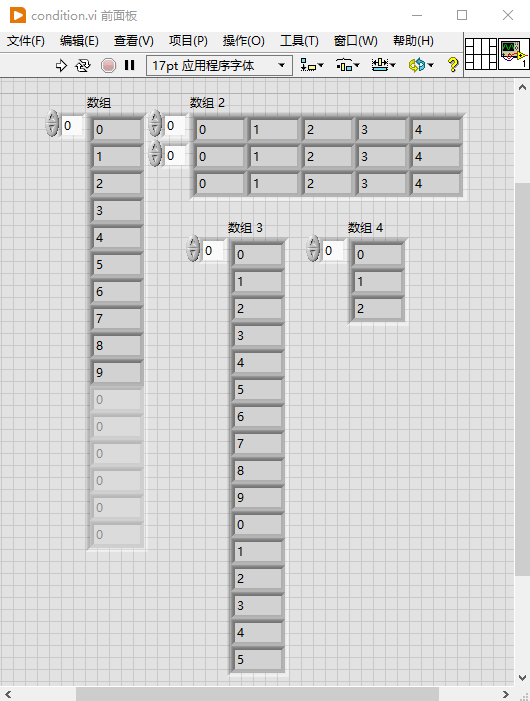 condition.vi 前面板
文件(F) 编辑(E) 查看(V) 项目(P) 操作(O) 工具(T) 窗口(W) 帮助(H)
17pt 应用程序字体 ? 1
数组 数组 2
0 0 0 0 1 2 3 4
1 0 0 1 2 3 4
2 0 1 2 3 4
3
数组 3 数组 4
4 0 0 0 0
5 1 1
6 2 2
7 3
8 4
9 5
0 6
0 7
0 8
0 9
0 0
0 1
2
3
4
5